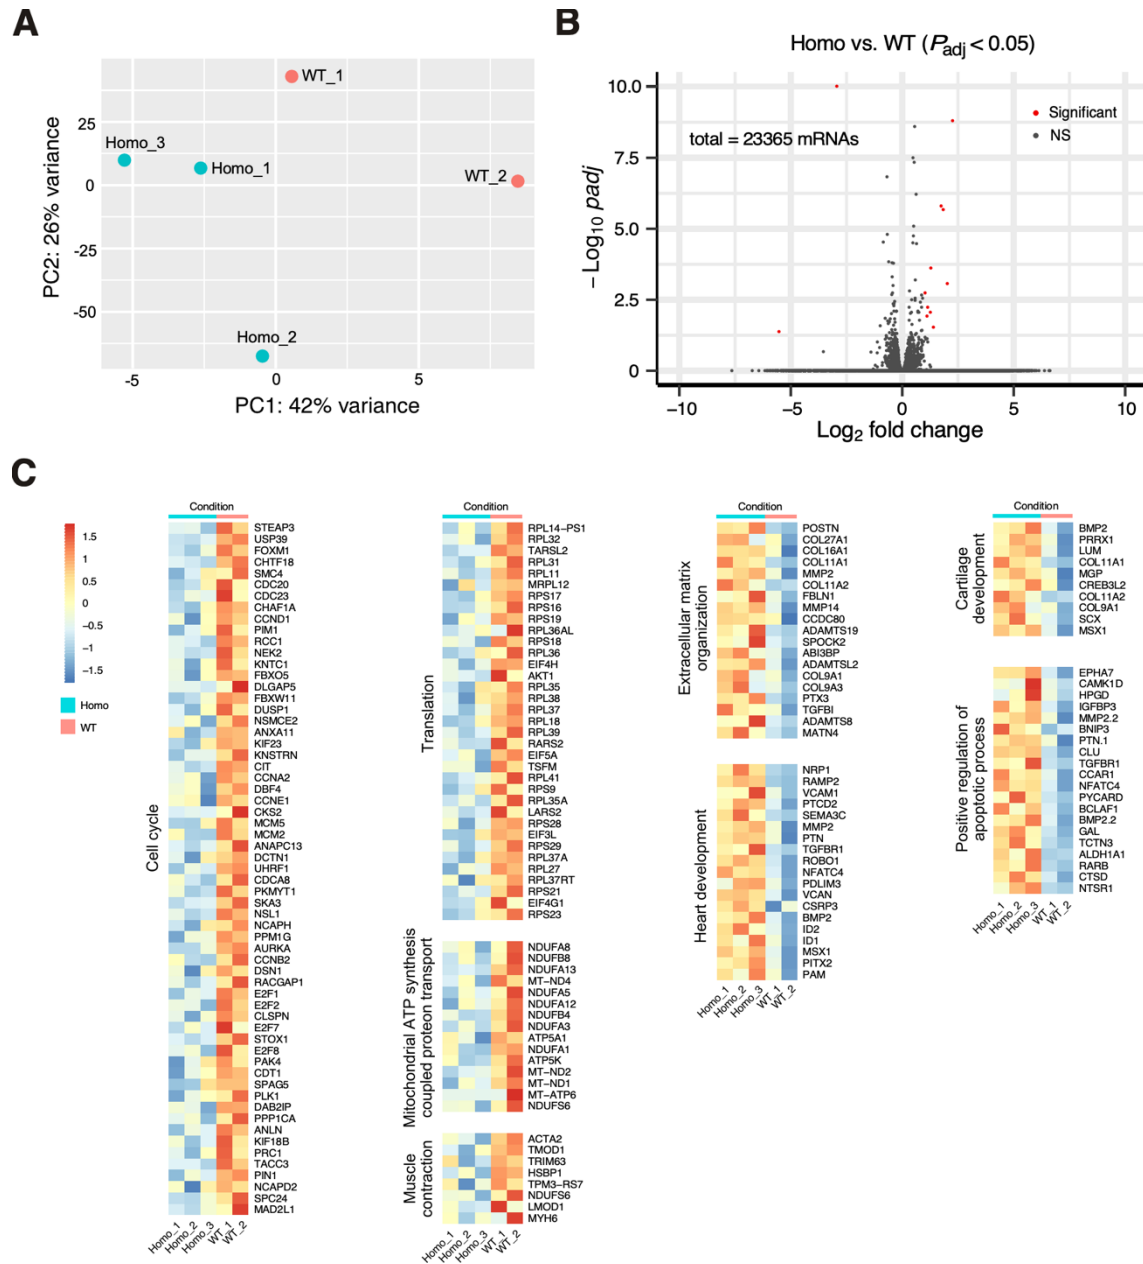 A
WT_1
Homo_3
Homo_1
WT_2
Homo_2
25
0
-25
-50
-5
0
5
PC2: 26% variance
PC1: 42% variance
B
Homo vs. WT (Padj < 0.05)
total = 23365 mRNAs
Significant
NS
10.0
7.5
5.0
2.5
0
−10
−5
0
5
10
− Log10 padj
Log2 fold change
C
1.5
1
0.5
0
−0.5
−1
−1.5
Homo
WT
Condition
Cell cycle
STEAP3
USP39
FOXM1
CHTF18
SMC4
CDC20
CDC23
CHAF1A
CCND1
PIM1
RCC1
NEK2
KNTC1
FBXO5
DLGAP5
FBXW11
DUSP1
NSMCE2
ANXA11
KIF23
KNSTRN
CIT
CCNA2
DBF4
CCNE1
CKS2
MCM5
MCM2
ANAPC13
DCTN1
UHRF1
CDCA8
PKMYT1
SKA3
NSL1
NCAPH
PPM1G
AURKA
CCNB2
DSN1
RACGAP1
E2F1
E2F2
CLSPN
E2F7
STOX1
E2F8
PAK4
CDT1
SPAG5
PLK1
DAB2IP
PPP1CA
ANLN
KIF18B
PRC1
TACC3
PIN1
NCAPD2
SPC24
MAD2L1
Homo_1
Homo_2
Homo_3
WT_1
WT_2
Condition
Translation
RPL14−PS1
RPL32
TARSL2
RPL31
RPL11
MRPL12
RPS17
RPS16
RPS19
RPL36AL
RPS18
RPL36
EIF4H
AKT1
RPL35
RPL38
RPL37
RPL18
RPL39
RARS2
EIF5A
TSFM
RPL41
RPS9
RPL35A
LARS2
RPS28
EIF3L
RPS29
RPL37A
RPL27
RPL37RT
RPS21
EIF4G1
RPS23
Mitochondrial ATP synthesis
coupled proteon transport
NDUFA8
NDUFB8
NDUFA13
MT−ND4
NDUFA5
NDUFA12
NDUFB4
NDUFA3
ATP5A1
NDUFA1
ATP5K
MT−ND2
MT−ND1
MT−ATP6
NDUFS6
Muscle
contraction
ACTA2
TMOD1
TRIM63
HSBP1
TPM3−RS7
NDUFS6
LMOD1
MYH6
Homo_1
Homo_2
Homo_3
WT_1
WT_2
Condition
Extracellular matrix
organization
POSTN
COL27A1
COL16A1
COL11A1
MMP2
COL11A2
FBLN1
MMP14
CCDC80
ADAMTS19
SPOCK2
ABI3BP
ADAMTSL2
COL9A1
COL9A3
PTX3
TGFBI
ADAMTS8
MATN4
Heart development
NRP1
RAMP2
VCAM1
PTCD2
SEMA3C
MMP2
PTN
TGFBR1
ROBO1
NFATC4
PDLIM3
VCAN
CSRP3
BMP2
ID2
ID1
MSX1
PITX2
PAM
Homo_1
Homo_2
Homo_3
WT_1
WT_2
Condition
Cartilage
development
BMP2
PRRX1
LUM
COL11A1
MGP
CREB3L2
COL11A2
COL9A1
SCX
MSX1
Positive regulation of
apoptotic process
EPHA7
CAMK1D
HPGD
IGFBP3
MMP2.2
BNIP3
PTN.1
CLU
TGFBR1
CCAR1
NFATC4
PYCARD
BCLAF1
BMP2.2
GAL
TCTN3
ALDH1A1
RARB
CTSD
NTSR1
Homo_1
Homo_2
Homo_3
WT_1
WT_2